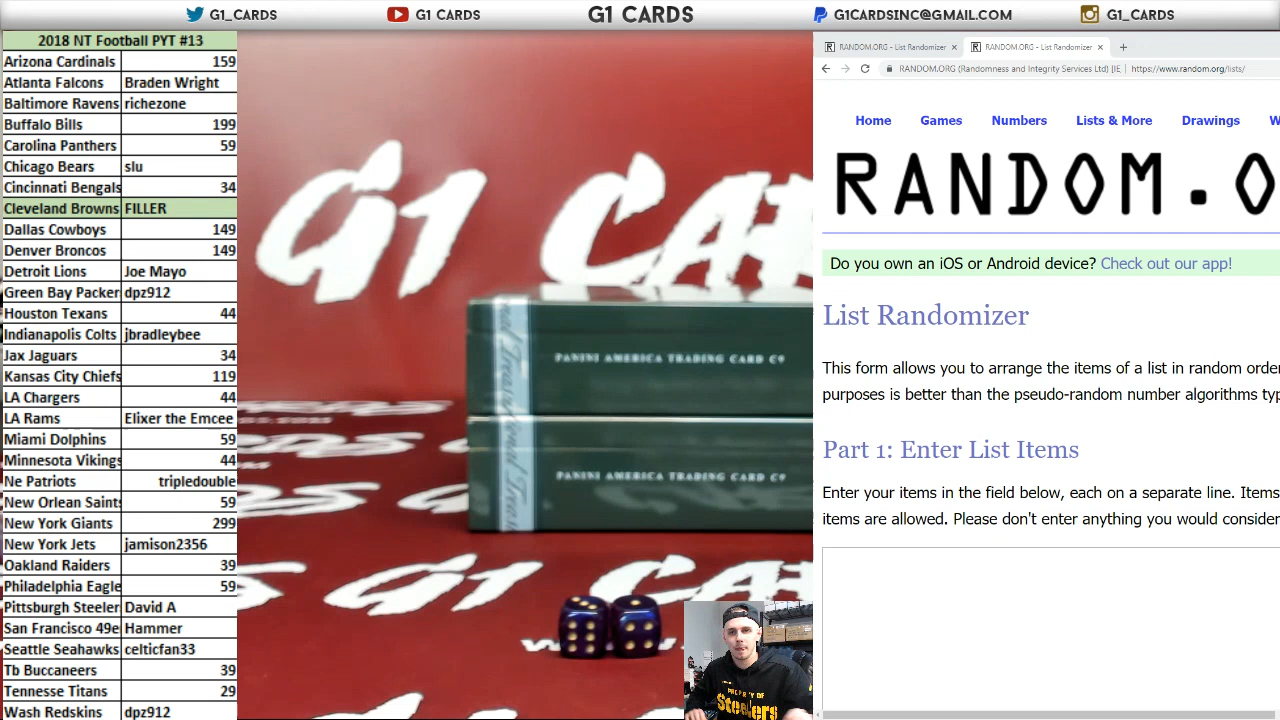 G1_CARDS
G1 CARDS
G1 CARDS
G1CARDSINC@GMAIL.COM
G1_CARDS
2018 NT Football PYT #13
Arizona Cardinals 159
Atlanta Falcons Braden Wright
Baltimore Ravens richezone
Buffalo Bills 199
Carolina Panthers 59
Chicago Bears slu
Cincinnati Bengals 34
Cleveland Browns FILLER
Dallas Cowboys 149
Denver Broncos 149
Detroit Lions Joe Mayo
Green Bay Packer dpz912
Houston Texans 44
Indianapolis Colts jbradleybee
Jax Jaguars 34
Kansas City Chiefs 119
LA Chargers 44
LA Rams Elixer the Emcee
Miami Dolphins 59
Minnesota Vikings 44
Ne Patriots tripledouble
New Orlean Saints 59
New York Giants 299
New York Jets jamison2356
Oakland Raiders 39
Philadelphia Eagle 59
Pittsburgh Steeler David A
San Francisco 49e Hammer
Seattle Seahawks celticfan33
Tb Buccaneers 39
Tennesse Titans 29
Wash Redskins dpz912
G1 CA
PANINI AMERICA TRADING CARD CO
PANINI AMERICA TRADING CARD CO
G1 CA
PROPERTY OF
Steelers
RANDOM.ORG - List Randomizer
RANDOM.ORG - List Randomizer
RANDOM.ORG (Randomness and Integrity Services Ltd) [IE] https://www.random.org/lists/
Home Games Numbers Lists & More Drawings W
RANDOM.O
Do you own an iOS or Android device? Check out our app!
List Randomizer
This form allows you to arrange the items of a list in random order
purposes is better than the pseudo-random number algorithms typ
Part 1: Enter List Items
Enter your items in the field below, each on a separate line. Items
items are allowed. Please don't enter anything you would consider